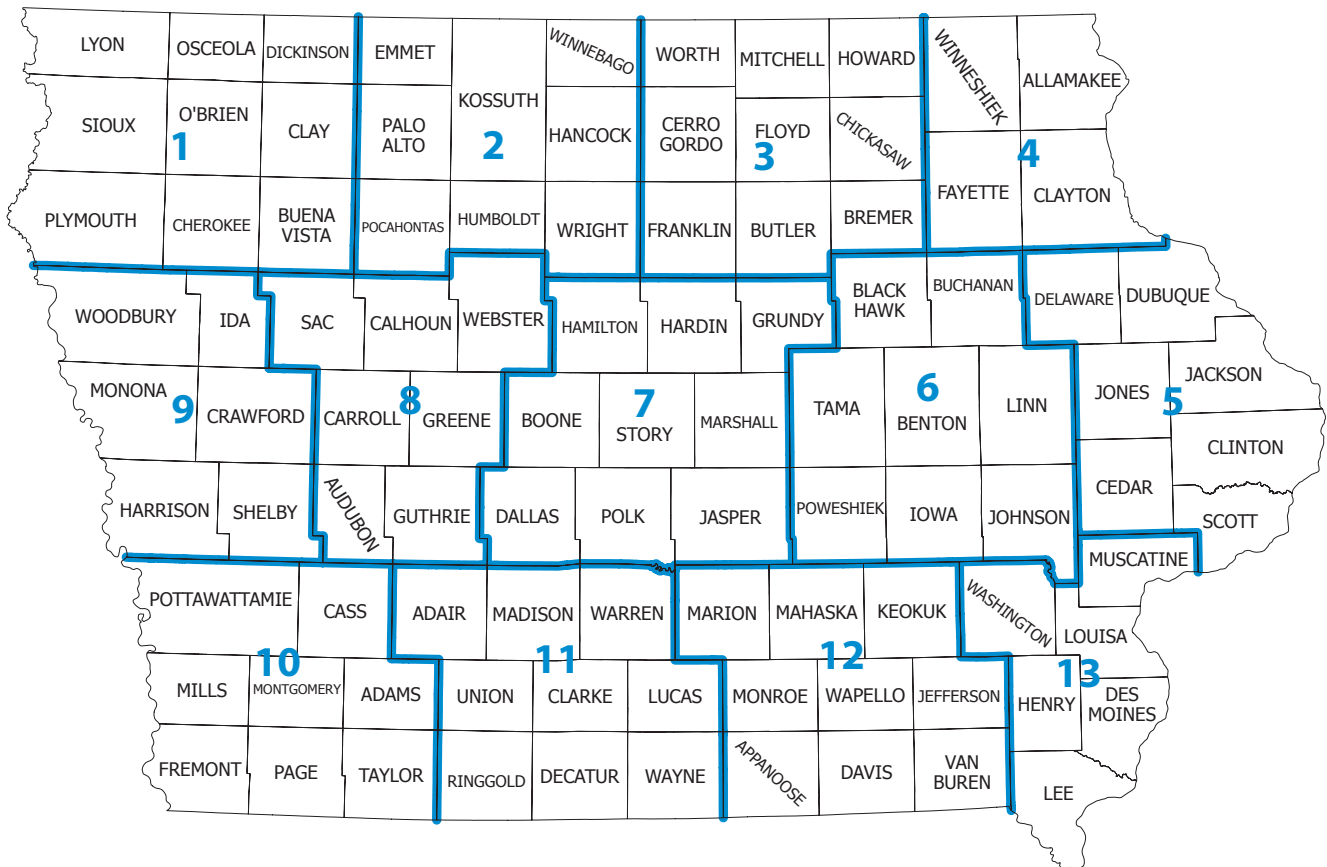 LYON
OSCEOLA
DICKINSON
EMMET
WINNEBAGO
WORTH
MITCHELL
HOWARD
WINNESHIEK
ALLAMAKEE
SIOUX
O'BRIEN
CLAY
PALO
ALTO
KOSSUTH
HANCOCK
CERRO
GORDO
FLOYD
CHICKASAW
1
2
3
4
PLYMOUTH
CHEROKEE
BUENA
VISTA
POCAHONTAS
HUMBOLDT
WRIGHT
FRANKLIN
BUTLER
BREMER
FAYETTE
CLAYTON
WOODBURY
IDA
SAC
CALHOUN
WEBSTER
HAMILTON
HARDIN
GRUNDY
BLACK
HAWK
BUCHANAN
DELAWARE
DUBUQUE
MONONA
CRAWFORD
CARROLL
GREENE
BOONE
STORY
MARSHALL
TAMA
BENTON
LINN
JONES
JACKSON
9
8
7
6
5
CLINTON
HARRISON
SHELBY
AUDUBON
GUTHRIE
DALLAS
POLK
JASPER
POWESHIEK
IOWA
JOHNSON
CEDAR
SCOTT
MUSCATINE
POTTAWATTAMIE
CASS
ADAIR
MADISON
WARREN
MARION
MAHASKA
KEOKUK
WASHINGTON
LOUISA
10
11
12
13
MILLS
MONTGOMERY
ADAMS
UNION
CLARKE
LUCAS
MONROE
WAPELLO
JEFFERSON
HENRY
DES
MOINES
FREMONT
PAGE
TAYLOR
RINGGOLD
DECATUR
WAYNE
APPANOOSE
DAVIS
VAN
BUREN
LEE